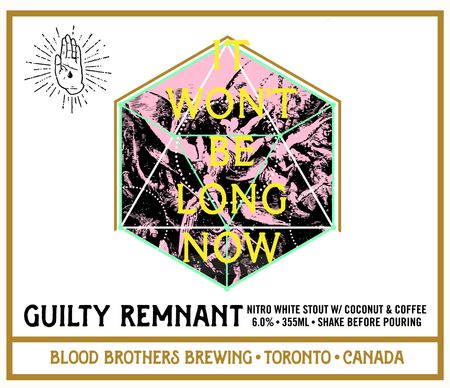 IT
WON'T
BE
LONG
NOW
GUILTY REMNANT
NITRO WHITE STOUT W/ COCONUT & COFFEE
6.0% • 355ML • SHAKE BEFORE POURING
BLOOD BROTHERS BREWING • TORONTO • CANADA